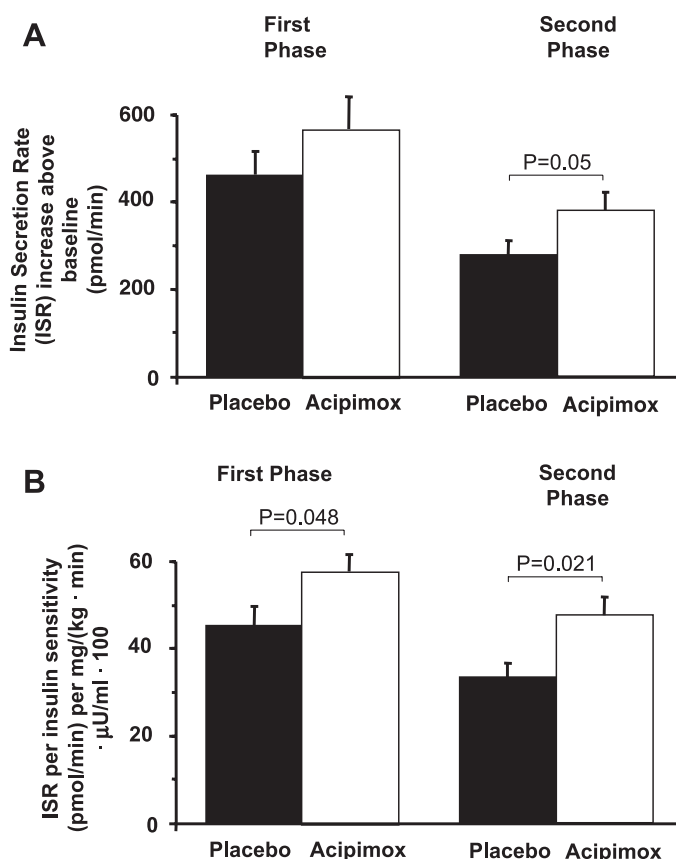 A
First
Phase
Second
Phase
Insulin Secretion Rate
(ISR) increase above
baseline
(pmol/min)
600
400
200
0
P=0.05
Placebo Acipimox
Placebo Acipimox
B
First Phase
Second
Phase
ISR per insulin sensitivity
(pmol/min) per mg/(kg · min)
· μU/ml · 100
60
40
20
0
P=0.048
P=0.021
Placebo Acipimox
Placebo Acipimox